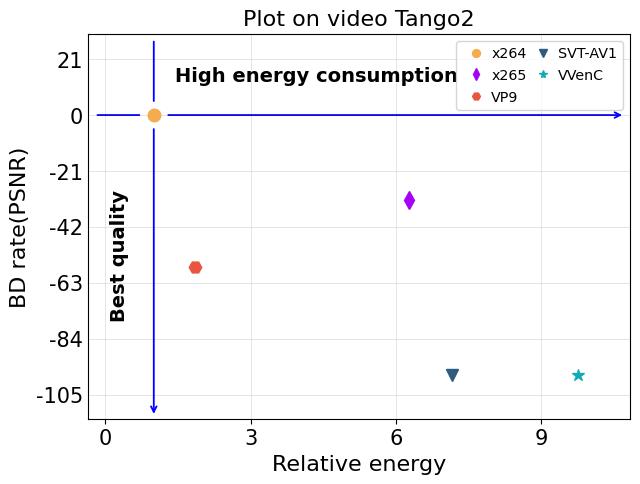 Plot on video Tango2
x264
SVT-AV1
x265
VVenC
VP9
High energy consumption
Best quality
BD rate(PSNR)
21
0
-21
-42
-63
-84
-105
0
3
6
9
Relative energy